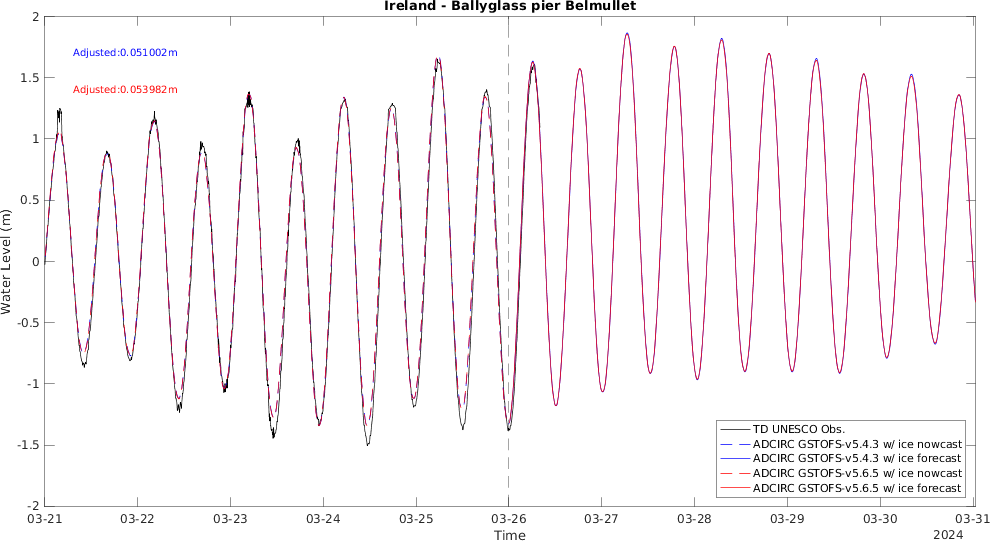 Ireland - Ballyglass pier Belmullet
Adjusted:0.051002m
Adjusted:0.053982m
Water Level (m)
2
1.5
1
0.5
0
-0.5
-1
-1.5
-2
TD UNESCO Obs.
ADCIRC GSTOFS-v5.4.3 w/ ice nowcast
ADCIRC GSTOFS-v5.4.3 w/ ice forecast
ADCIRC GSTOFS-v5.6.5 w/ ice nowcast
ADCIRC GSTOFS-v5.6.5 w/ ice forecast
03-21 03-22 03-23 03-24 03-25 03-26 03-27 03-28 03-29 03-30 03-31
Time
2024